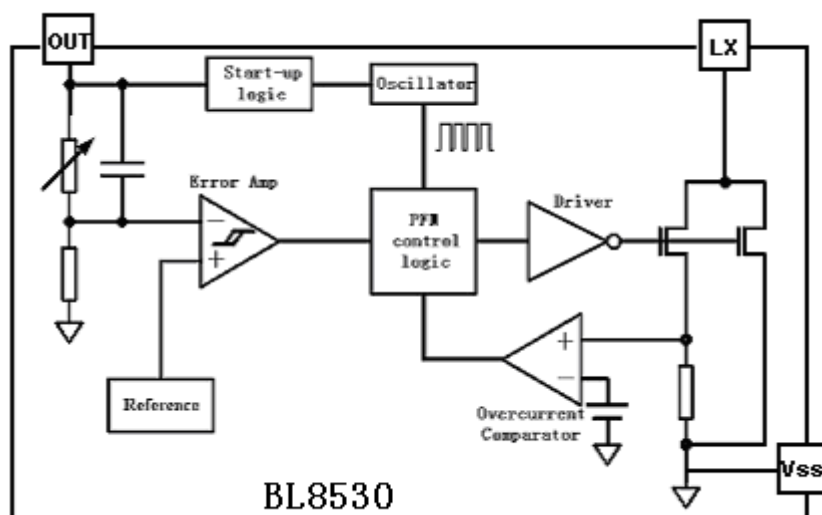 OUT
LX
Start-up
logic
Oscillator
Error Amp
Driver
PFM
control
logic
−
+
+
−
Reference
Overcurrent
Comparator
Vss
BL8530